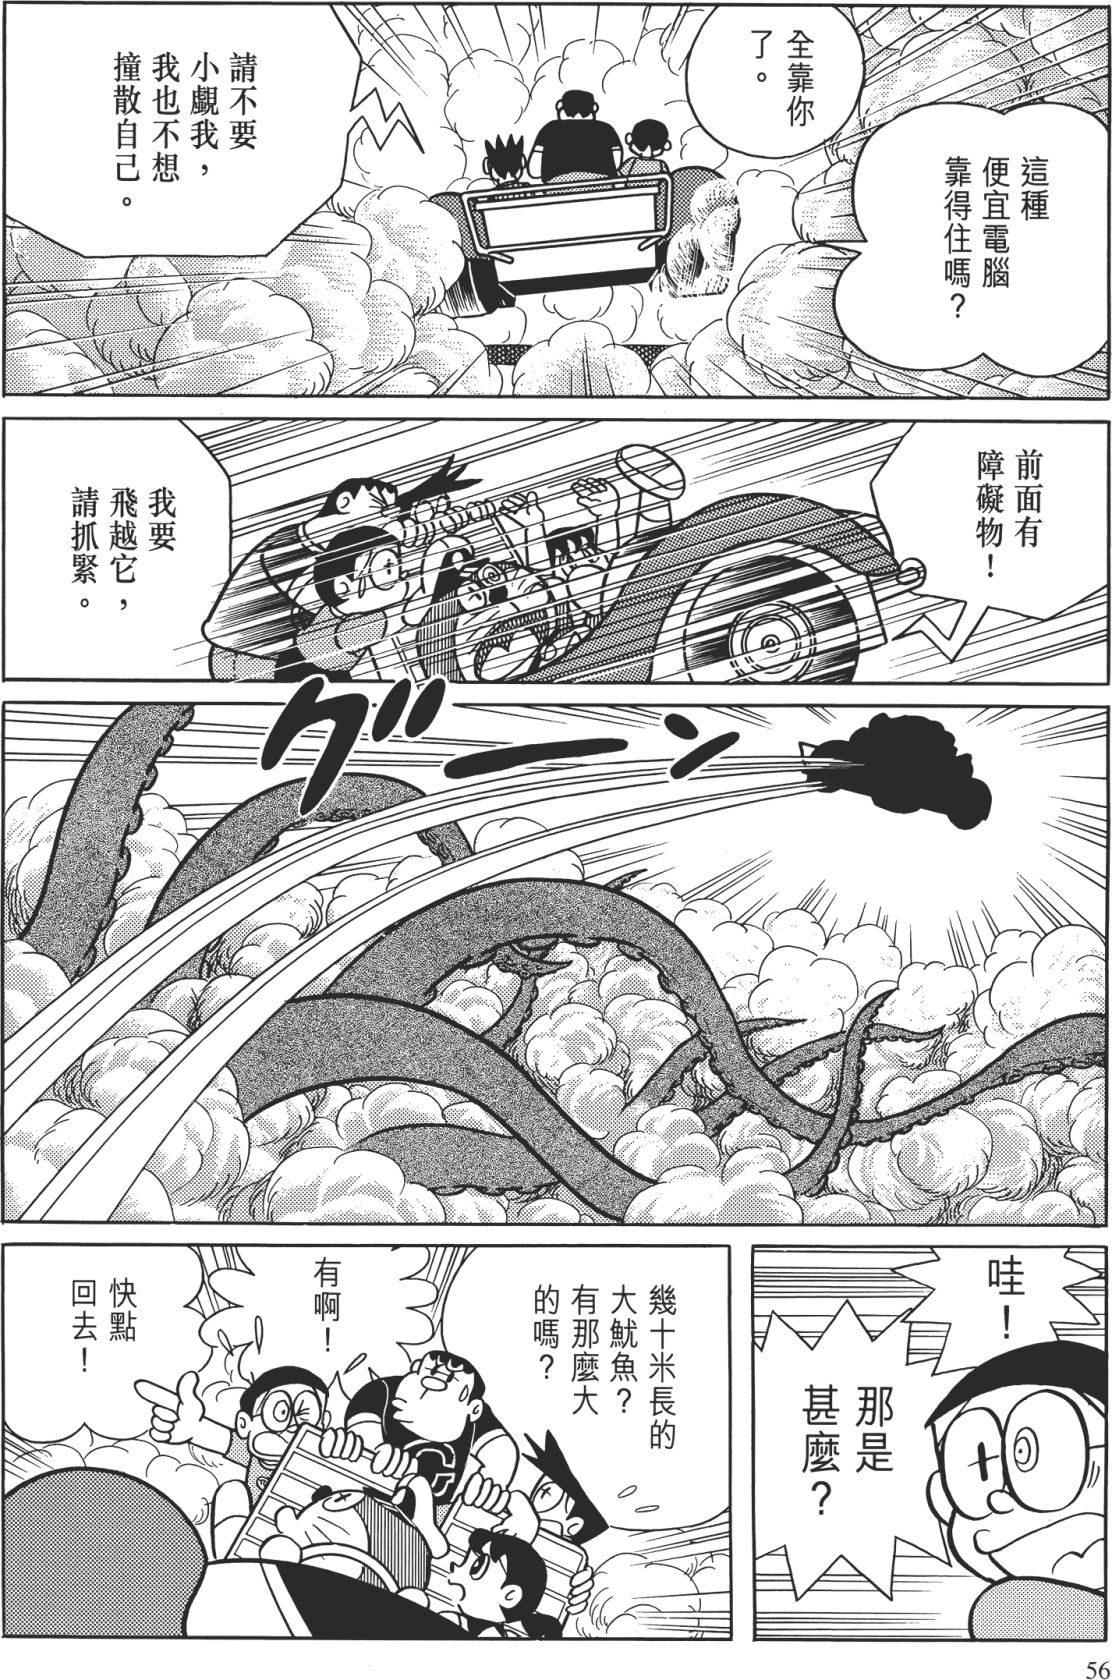 全靠你
了。
這種
便宜電腦
靠得住嗎？
請不要
小覷我，
我也不想
撞散自己。
前面有
障礙物！
我要
飛越它，
請抓緊。
グーン
哇！
那是
甚麼？
幾十米長的
大魷魚？
有那麼大
的嗎？
有啊！
快點
回去！
56